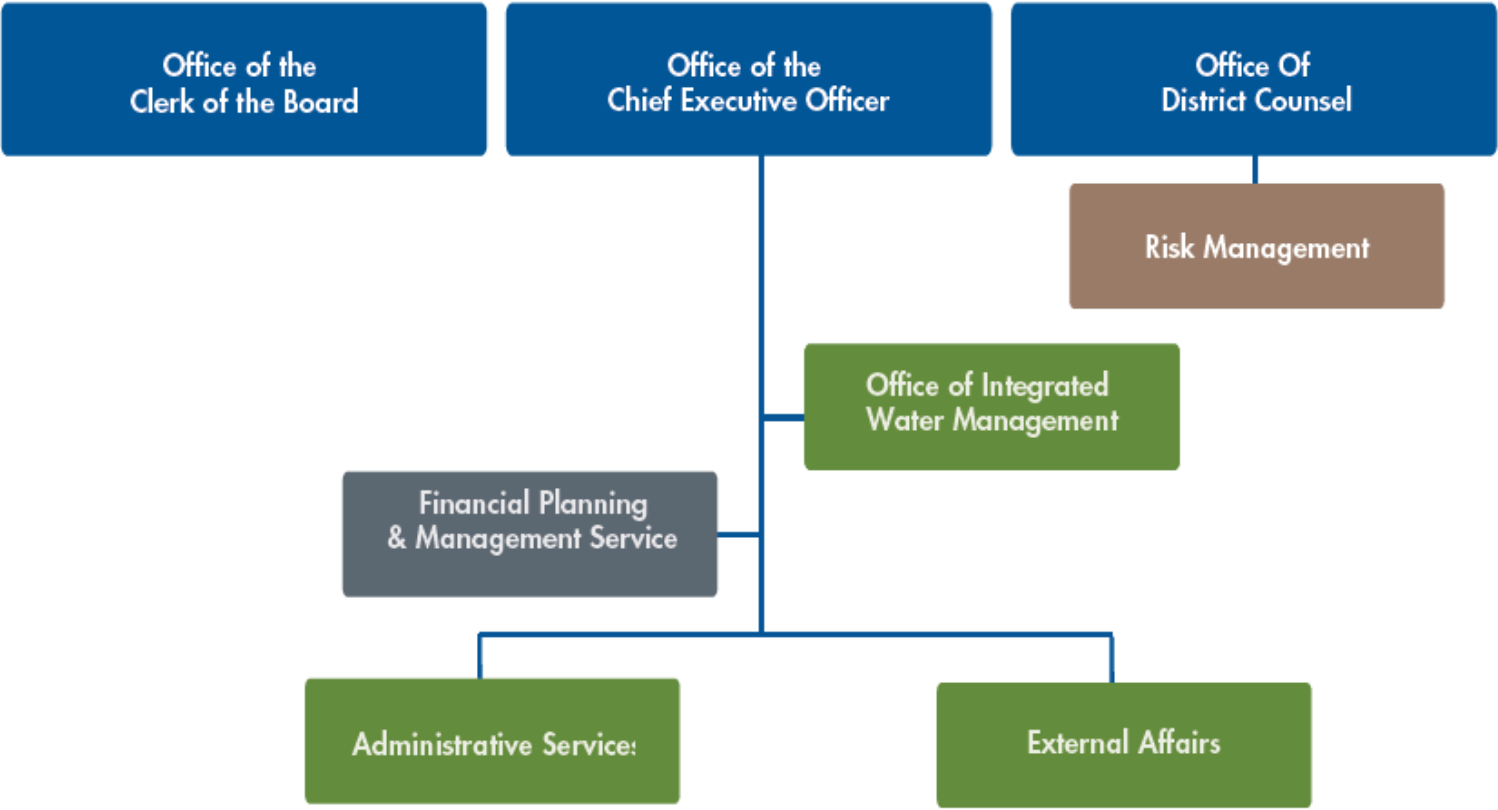 Office of the
Clerk of the Board
Office of the
Chief Executive Officer
Office Of
District Counsel
Risk Management
Office of Integrated
Water Management
Financial Planning
& Management Service
Administrative Services
External Affairs